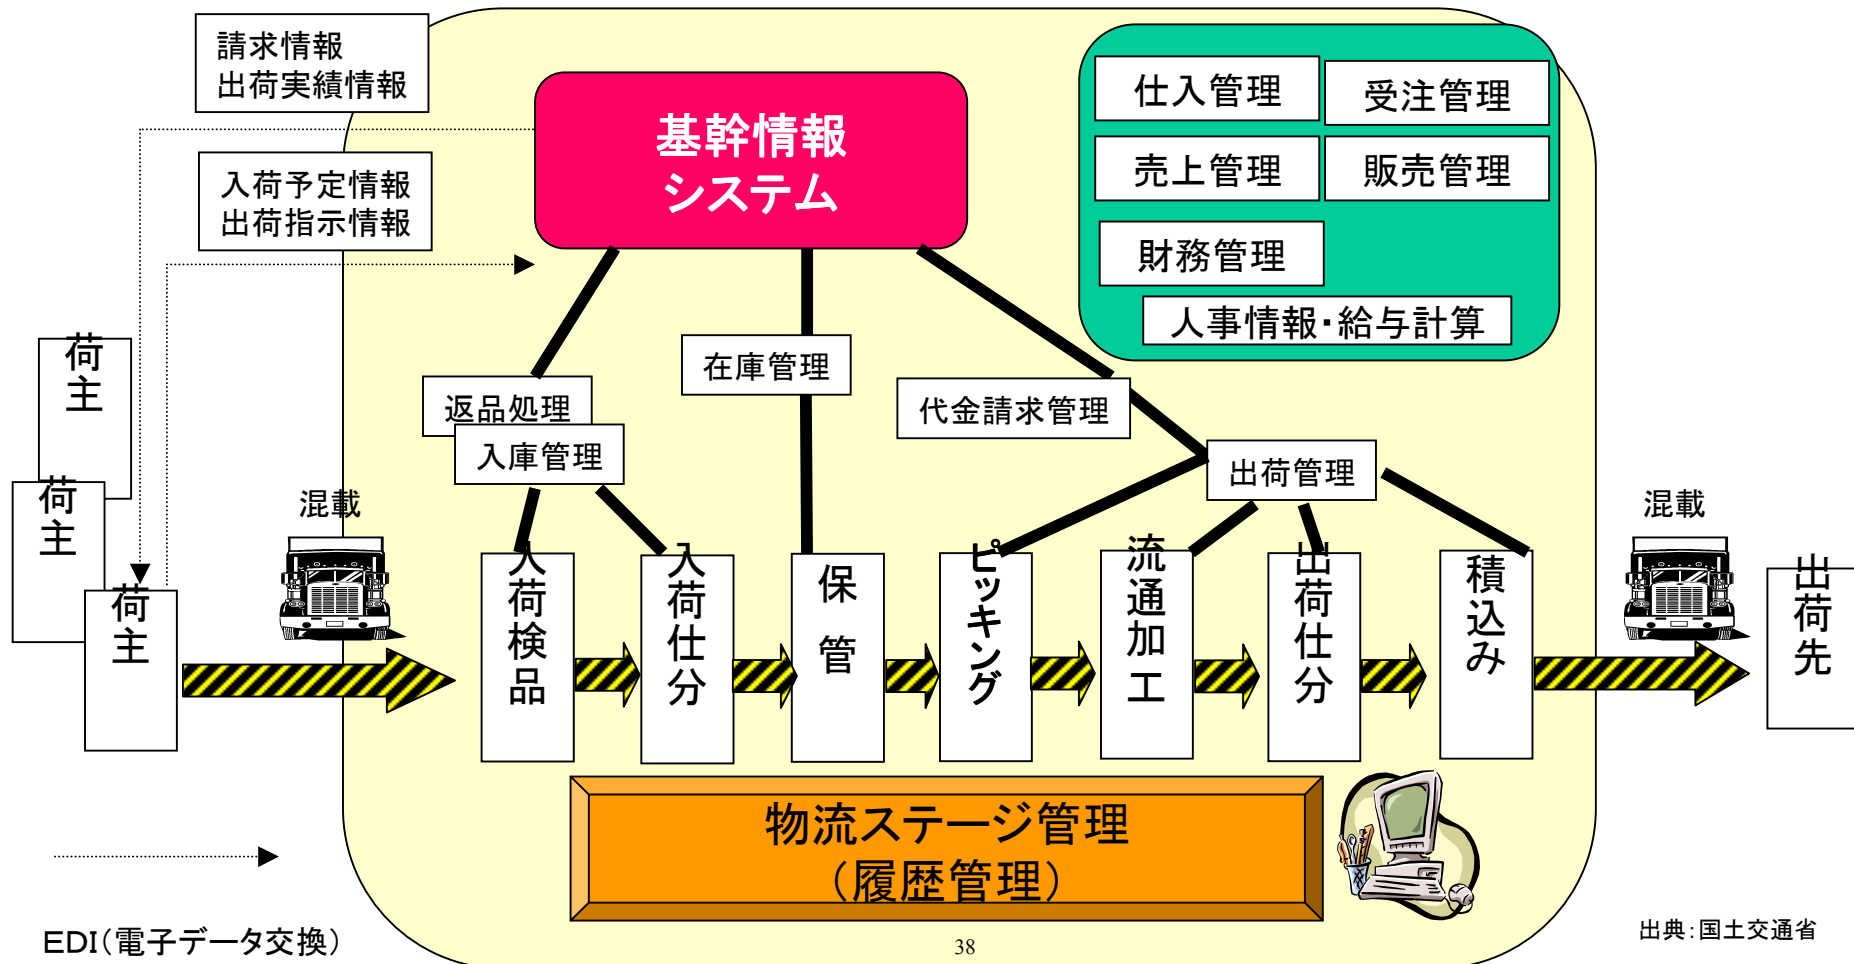 請求情報
出荷実績情報
入荷予定情報
出荷指示情報
基幹情報
システム
仕入管理
受注管理
売上管理
販売管理
財務管理
人事情報・給与計算
返品処理
入庫管理
在庫管理
代金請求管理
出荷管理
荷主
荷主
荷主
混載
入荷検品
入荷仕分
保管
ピッキング
流通加工
出荷仕分
積込み
混載
出荷先
物流ステージ管理
（履歴管理）
EDI（電子データ交換）
38
出典：国土交通省